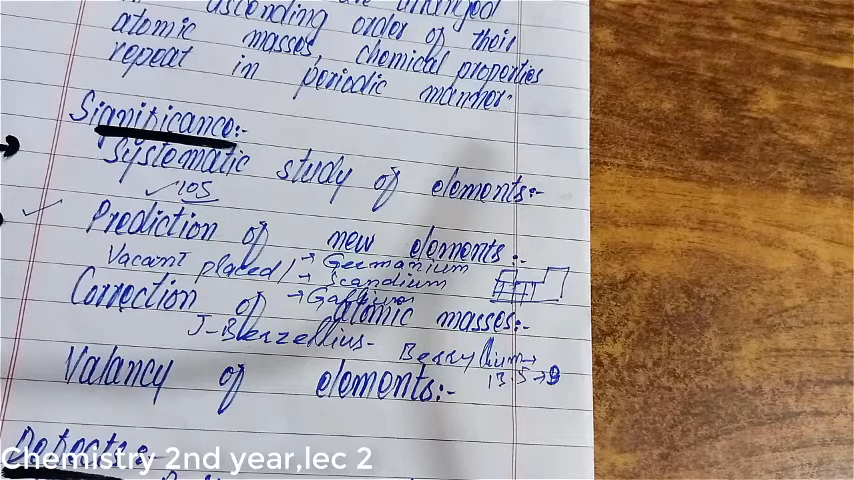 ascending order of their
atomic masses, chemical properties
repeat in periodic manner.
Significance:-
Systematic study of elements:-
105
Prediction of new elements:-
Vacant placed / → Germanium
→ Scandium
→ Gallium
Correction of atomic masses:-
J-Berzellius- Beryllium→
13.5→9
Valancy of elements:-
Defects:-
Chemistry 2nd year,lec 2